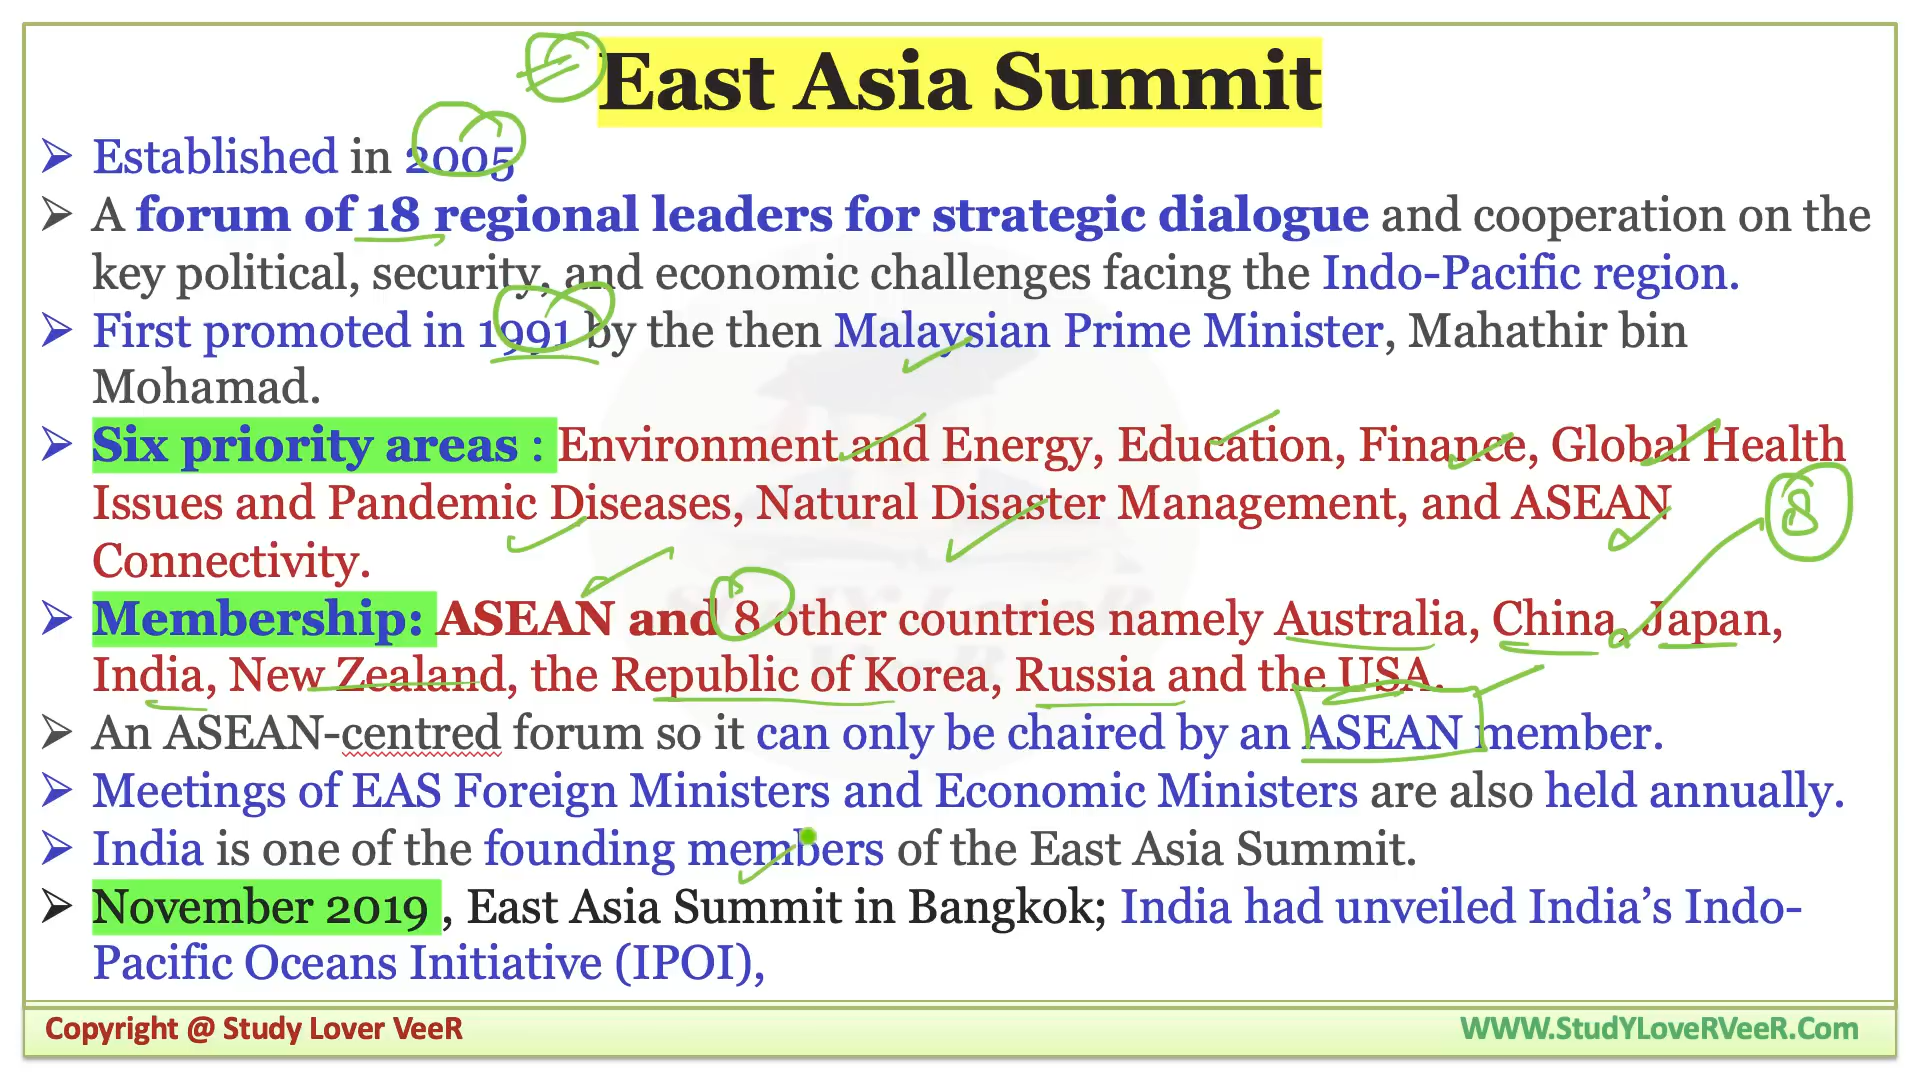 East Asia Summit
➢ Established in 2005
➢ A forum of 18 regional leaders for strategic dialogue and cooperation on the
key political, security, and economic challenges facing the Indo-Pacific region.
➢ First promoted in 1991 by the then Malaysian Prime Minister, Mahathir bin
Mohamad.
➢ Six priority areas : Environment and Energy, Education, Finance, Global Health
Issues and Pandemic Diseases, Natural Disaster Management, and ASEAN
8
Connectivity.
➢ Membership: ASEAN and 8 other countries namely Australia, China, Japan,
India, New Zealand, the Republic of Korea, Russia and the USA.
➢ An ASEAN-centred forum so it can only be chaired by an ASEAN member.
➢ Meetings of EAS Foreign Ministers and Economic Ministers are also held annually.
➢ India is one of the founding members of the East Asia Summit.
➢ November 2019 , East Asia Summit in Bangkok; India had unveiled India's Indo-
Pacific Oceans Initiative (IPOI),
Copyright @ Study Lover VeeR
WWW.StudYLoveRVeeR.Com